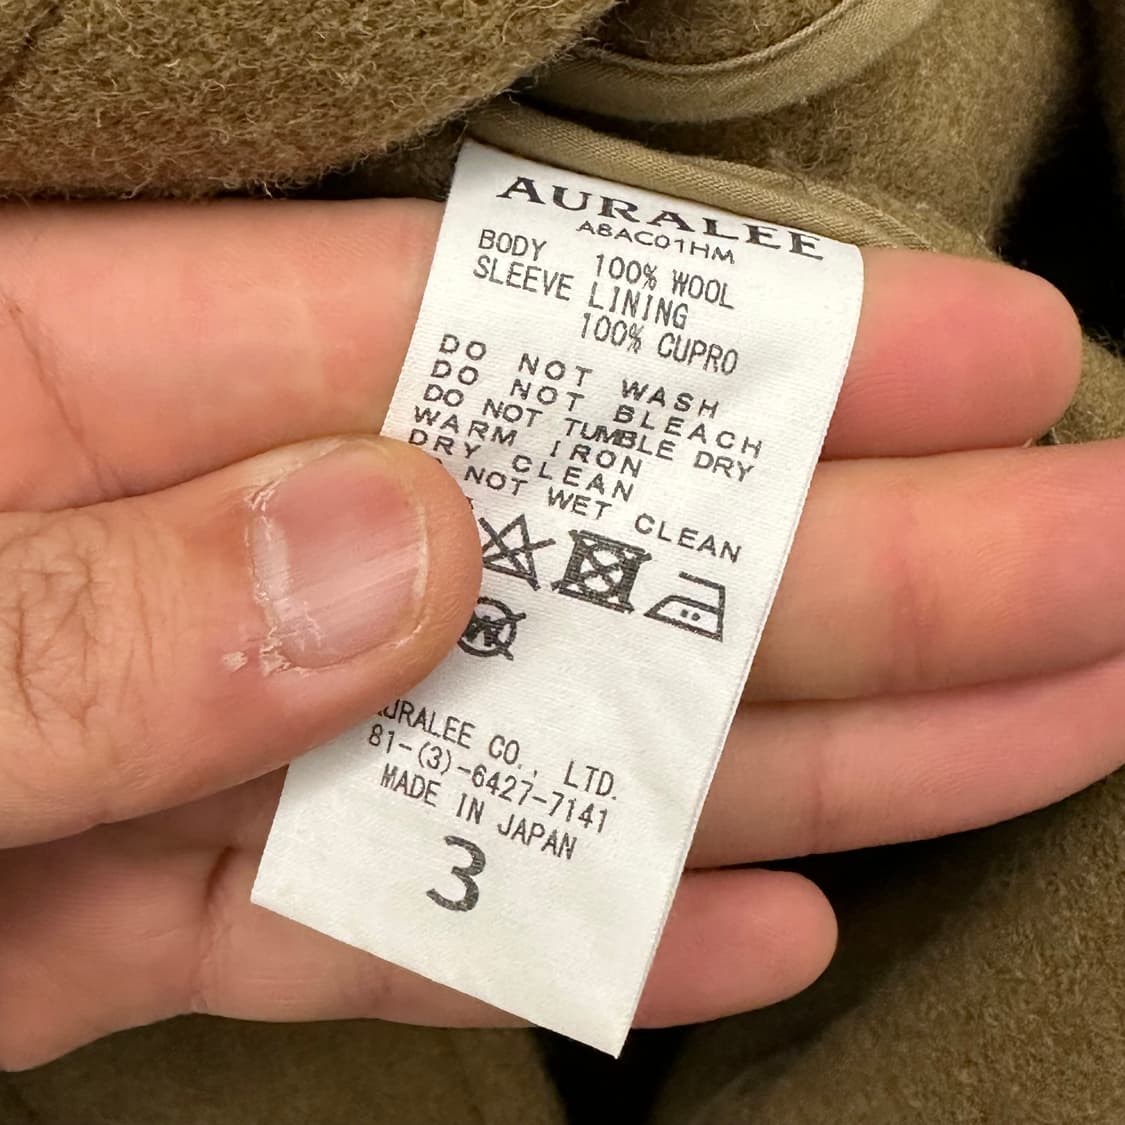 AURALEE
A8AC01HM
BODY 100% WOOL
SLEEVE LINING
100% CUPRO
DO NOT WASH
DO NOT BLEACH
DO NOT TUMBLE DRY
WARM IRON
DRY CLEAN
NOT WET CLEAN
W
AURALEE CO., LTD.
81-(3)-6427-7141
MADE IN JAPAN
3